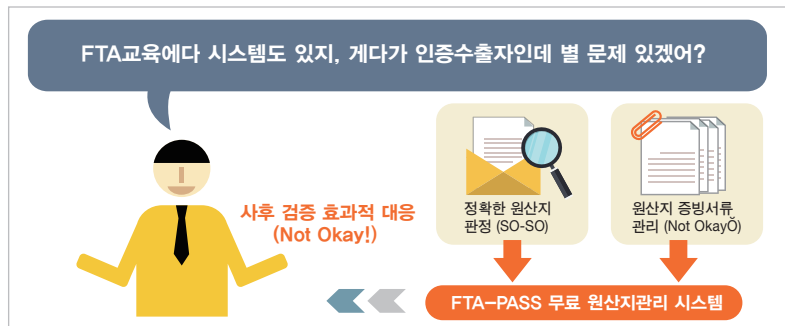 FTA교육에다 시스템도 있지, 게다가 인증수출자인데 별 문제 있겠어?
사후 검증 효과적 대응
(Not Okay!)
정확한 원산지
판정 (SO-SO)
원산지 증빙서류
관리 (Not OkayǑ)
FTA-PASS 무료 원산지관리 시스템